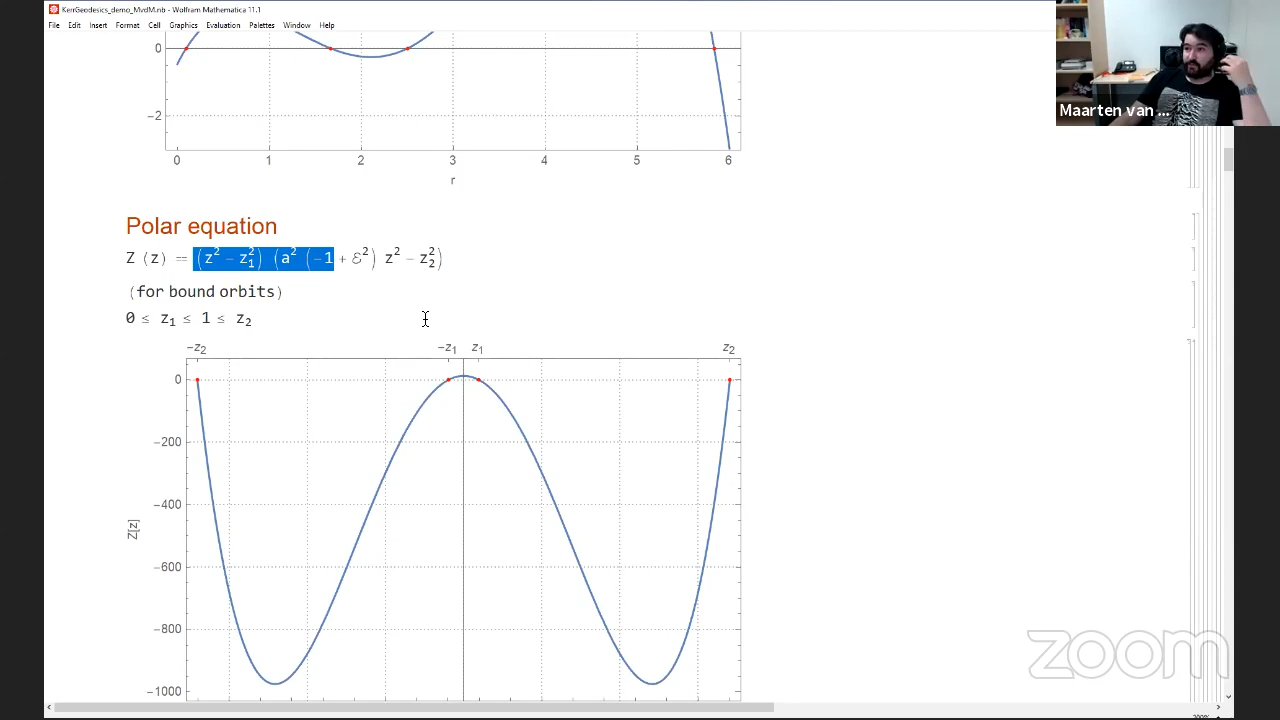 KerrGeodesics_demo_MvdM.nb - Wolfram Mathematica 11.1
File Edit Insert Format Cell Graphics Evaluation Palettes Window Help
Maarten van ...
0
−2
0 1 2 3 4 5 6
r
Polar equation
Z (z) == (z² − z₁²) (a² (−1 + ℰ²) z² − z₂²)
(for bound orbits)
0 ≤ z₁ ≤ 1 ≤ z₂
−z₂ −z₁ z₁ z₂
0
−200
−400
Z[z]
−600
−800
−1000
zoom